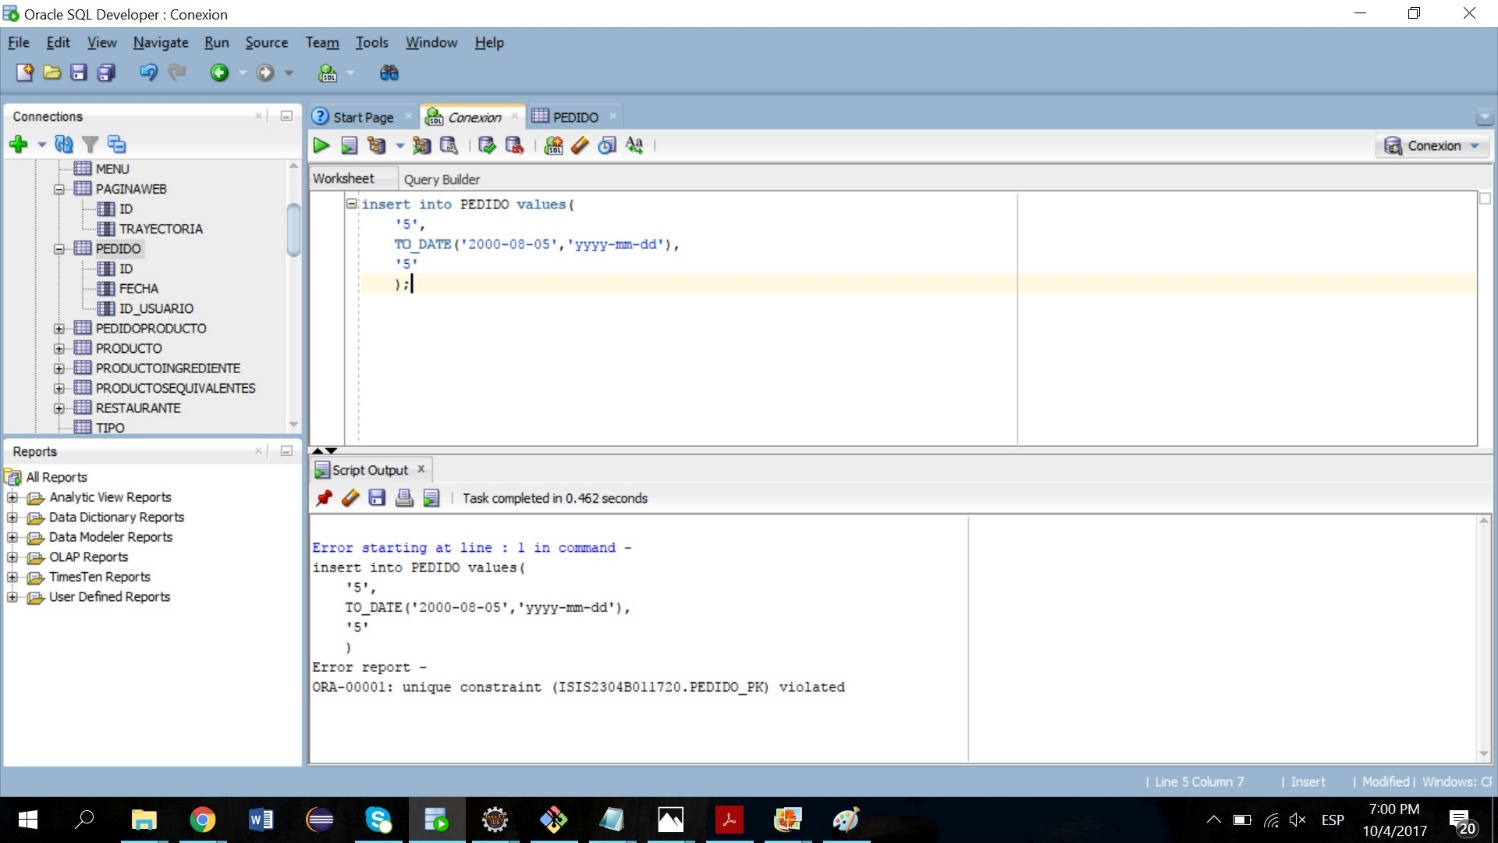 Oracle SQL Developer : Conexion
File Edit View Navigate Run Source Team Tools Window Help
Connections
MENU
PAGINAWEB
ID
TRAYECTORIA
PEDIDO
ID
FECHA
ID_USUARIO
PEDIDOPRODUCTO
PRODUCTO
PRODUCTOINGREDIENTE
PRODUCTOSEQUIVALENTES
RESTAURANTE
TIPO
Reports
All Reports
Analytic View Reports
Data Dictionary Reports
Data Modeler Reports
OLAP Reports
TimesTen Reports
User Defined Reports
Start Page Conexion PEDIDO
Conexion
Worksheet Query Builder
insert into PEDIDO values(
'5',
TO_DATE('2000-08-05','yyyy-mm-dd'),
'5'
);
Script Output
Task completed in 0.462 seconds
Error starting at line : 1 in command -
insert into PEDIDO values(
'5',
TO_DATE('2000-08-05','yyyy-mm-dd'),
'5'
)
Error report -
ORA-00001: unique constraint (ISIS2304B011720.PEDIDO_PK) violated
| Line 5 Column 7 | Insert | Modified | Windows: CF
ESP
7:00 PM
10/4/2017
20